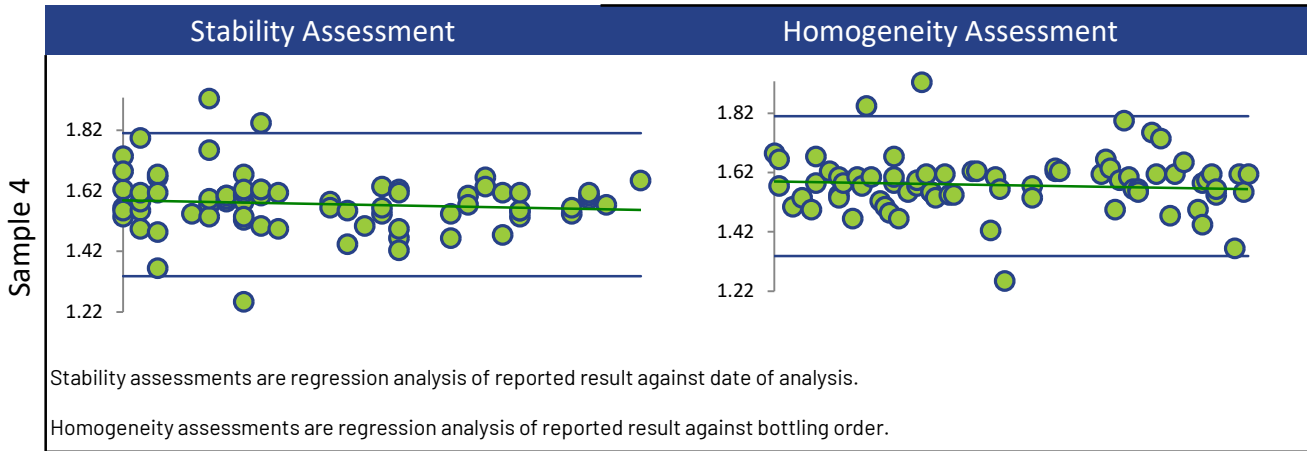 Stability Assessment
Homogeneity Assessment
Sample 4
1.82
1.62
1.42
1.22
1.82
1.62
1.42
1.22
Stability assessments are regression analysis of reported result against date of analysis.
Homogeneity assessments are regression analysis of reported result against bottling order.